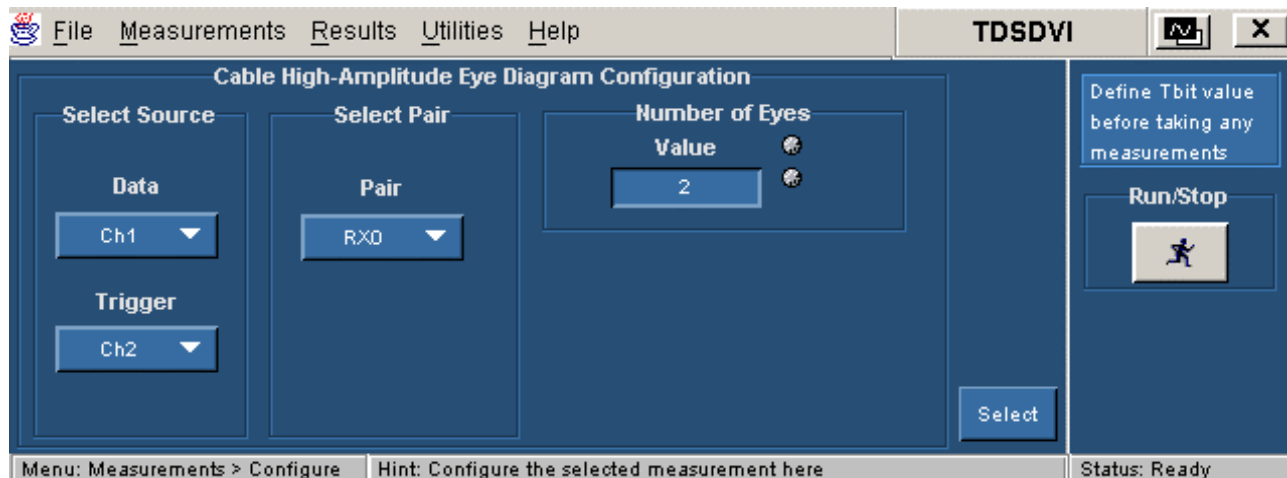 File Measurements Results Utilities Help TDSDVI X
Cable High-Amplitude Eye Diagram Configuration
Select Source
Data
Ch1
Trigger
Ch2
Select Pair
Pair
RX0
Number of Eyes
Value
2
Select
Define Tbit value
before taking any
measurements
Run/Stop
Menu: Measurements > Configure
Hint: Configure the selected measurement here
Status: Ready